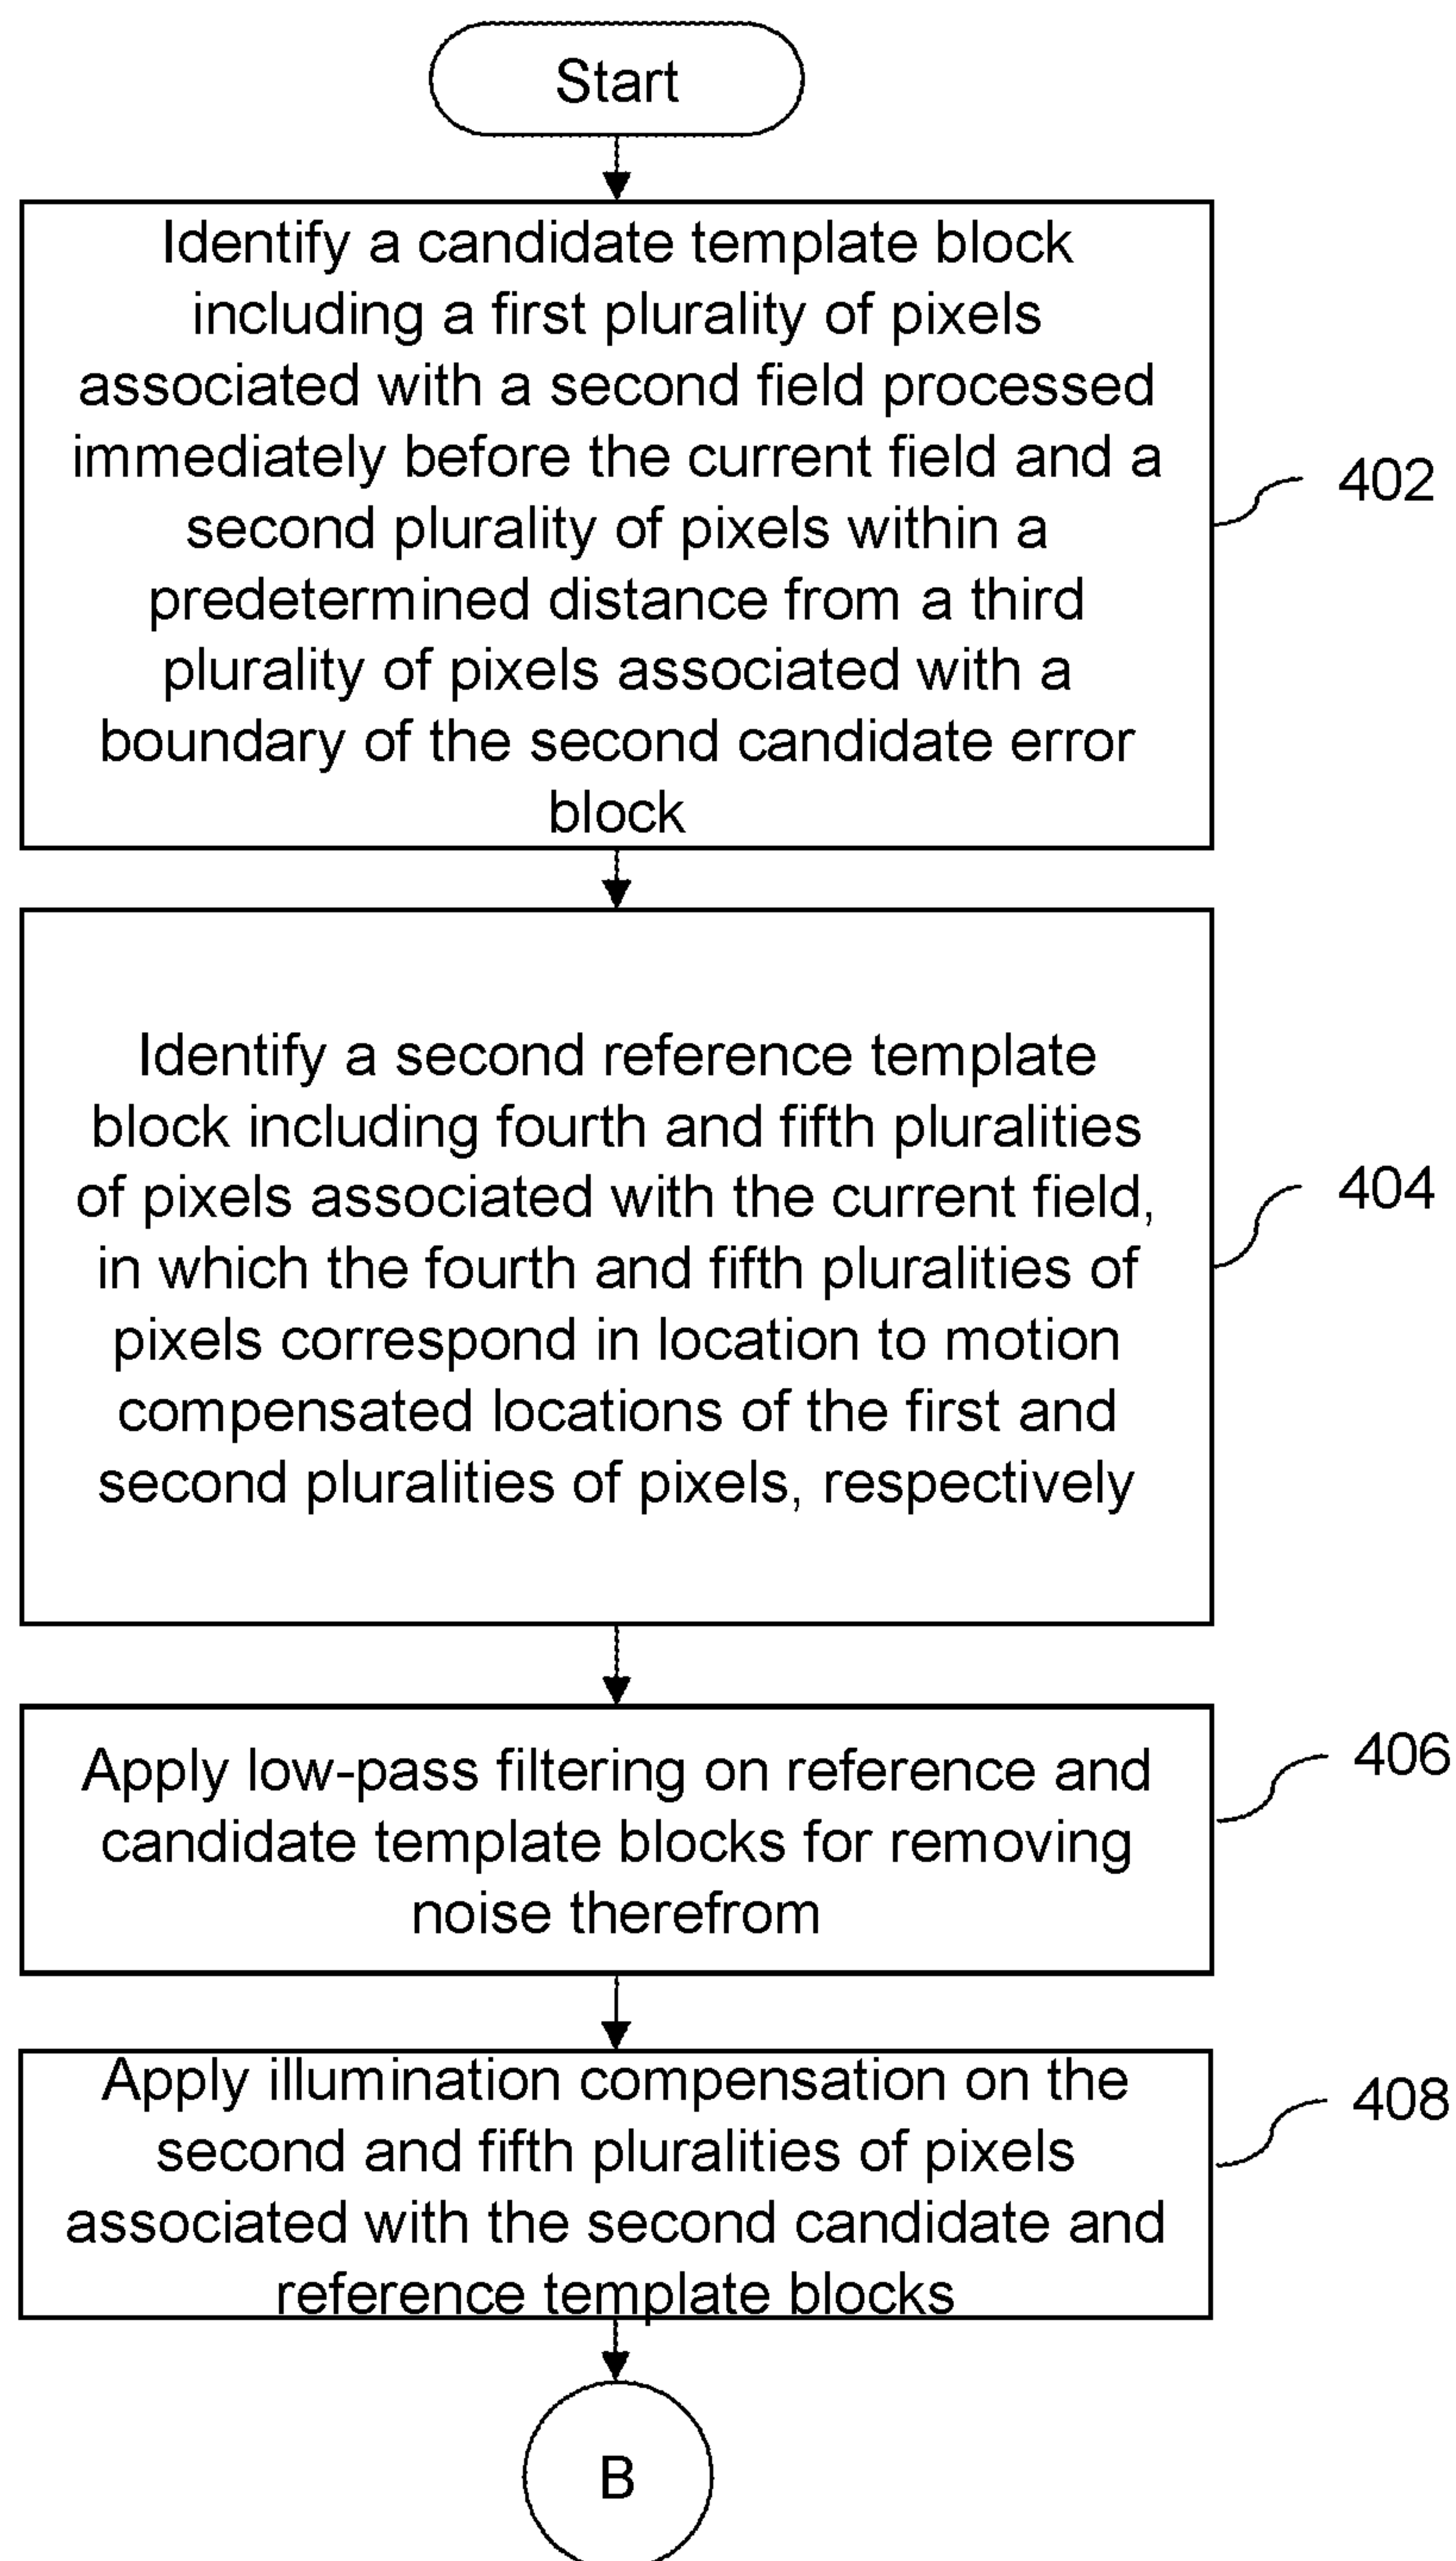 Start
Identify a candidate template block
including a first plurality of pixels
associated with a second field processed
immediately before the current field and a
second plurality of pixels within a
predetermined distance from a third
plurality of pixels associated with a
boundary of the second candidate error
block
402
Identify a second reference template
block including fourth and fifth pluralities
of pixels associated with the current field,
in which the fourth and fifth pluralities of
pixels correspond in location to motion
compensated locations of the first and
second pluralities of pixels, respectively
404
Apply low-pass filtering on reference and
candidate template blocks for removing
noise therefrom
406
Apply illumination compensation on the
second and fifth pluralities of pixels
associated with the second candidate and
reference template blocks
408
B